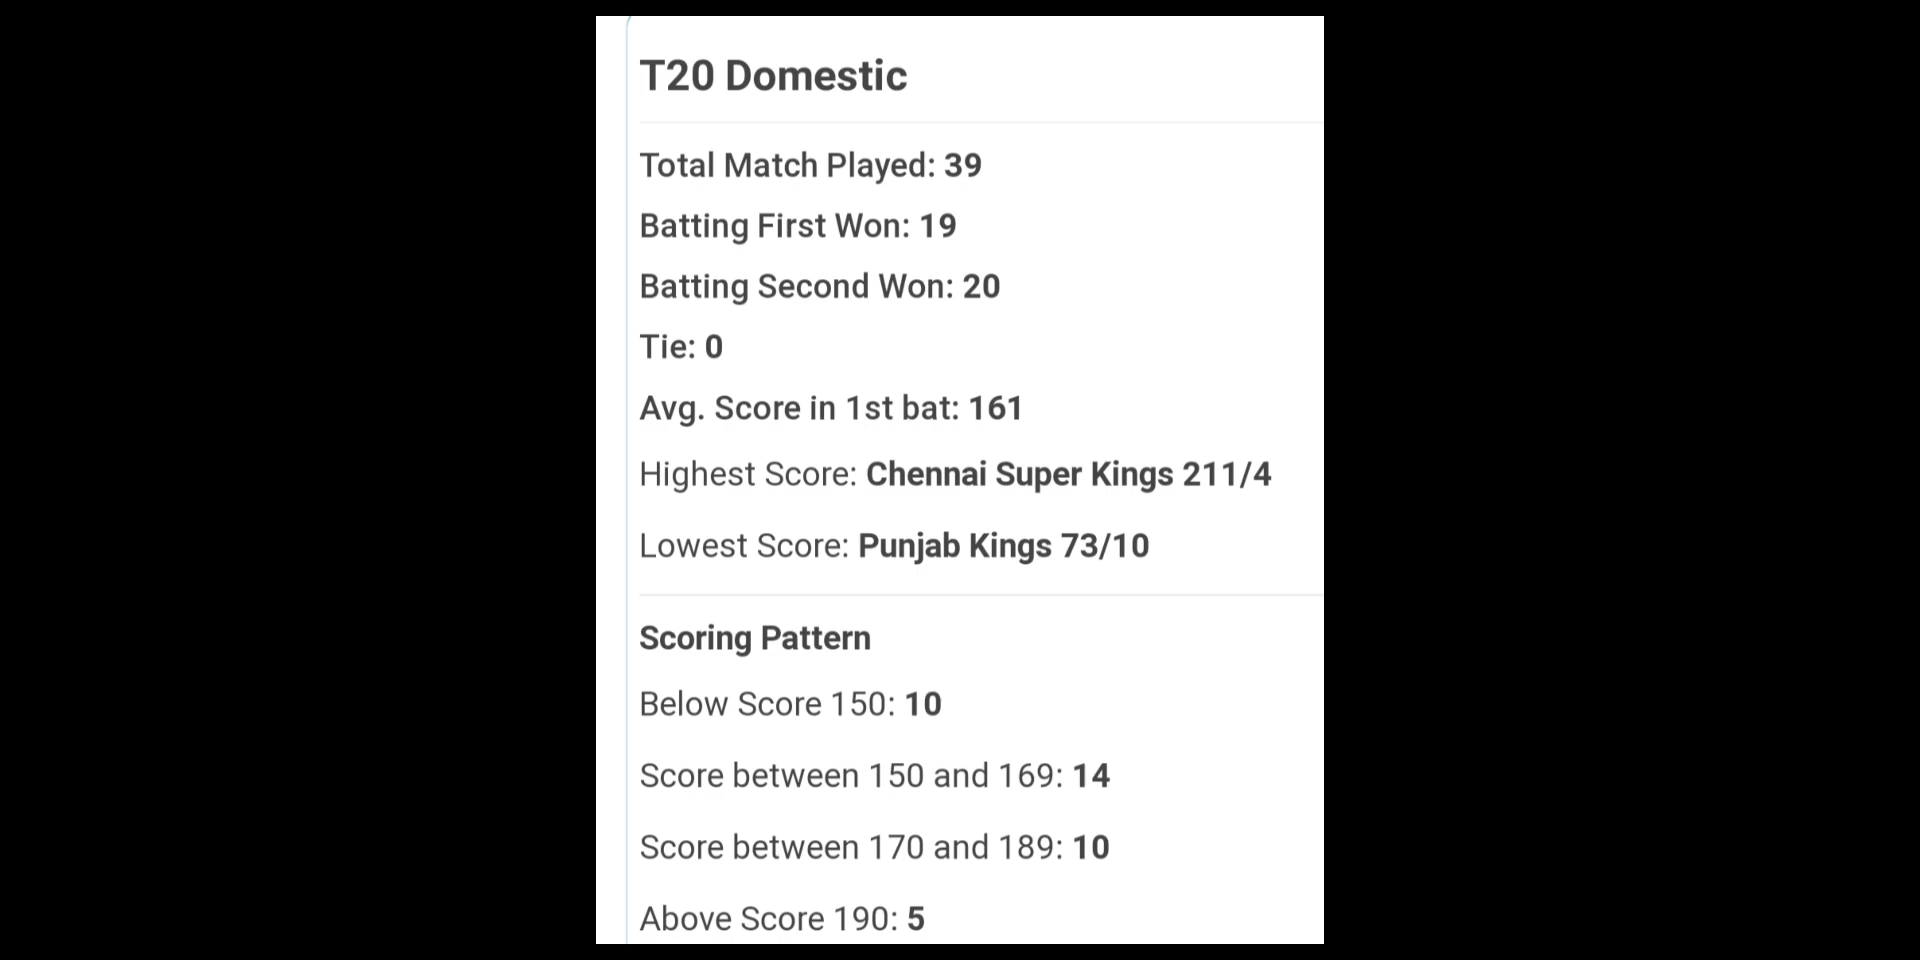 T20 Domestic
Total Match Played: 39
Batting First Won: 19
Batting Second Won: 20
Tie: 0
Avg. Score in 1st bat: 161
Highest Score: Chennai Super Kings 211/4
Lowest Score: Punjab Kings 73/10
Scoring Pattern
Below Score 150: 10
Score between 150 and 169: 14
Score between 170 and 189: 10
Above Score 190: 5